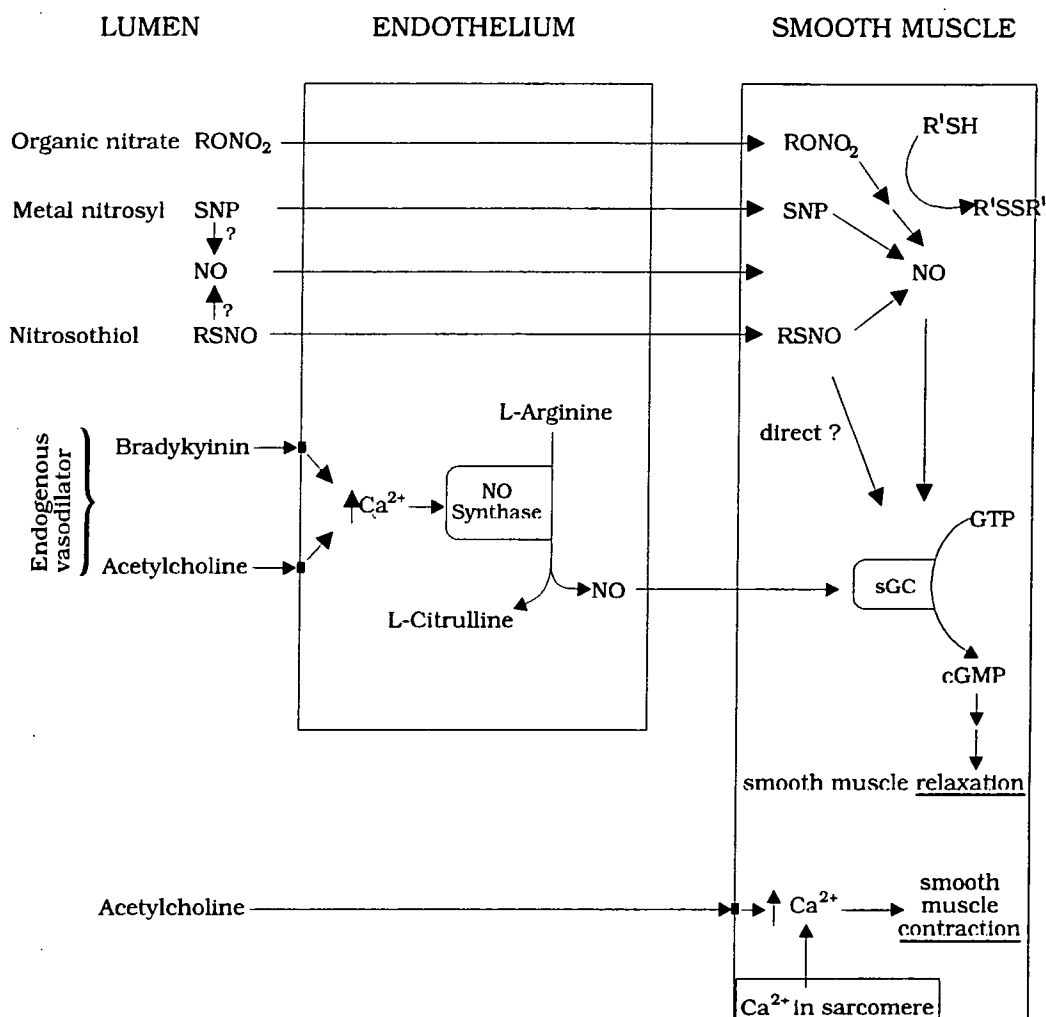 LUMEN ENDOTHELIUM SMOOTH MUSCLE
R'SH
Organic nitrate RONO₂ RONO₂
Metal nitrosyl SNP SNP R'SSR'
?
NO NO
?
Nitrosothiol RSNO RSNO
L-Arginine
direct ?
Endogenous
vasodilator
Bradykyinin
Ca²⁺
NO
Synthase
GTP
Acetylcholine
NO
sGC
L-Citrulline
cGMP
smooth muscle relaxation
Acetylcholine
Ca²⁺
smooth
muscle
contraction
Ca²⁺ in sarcomere